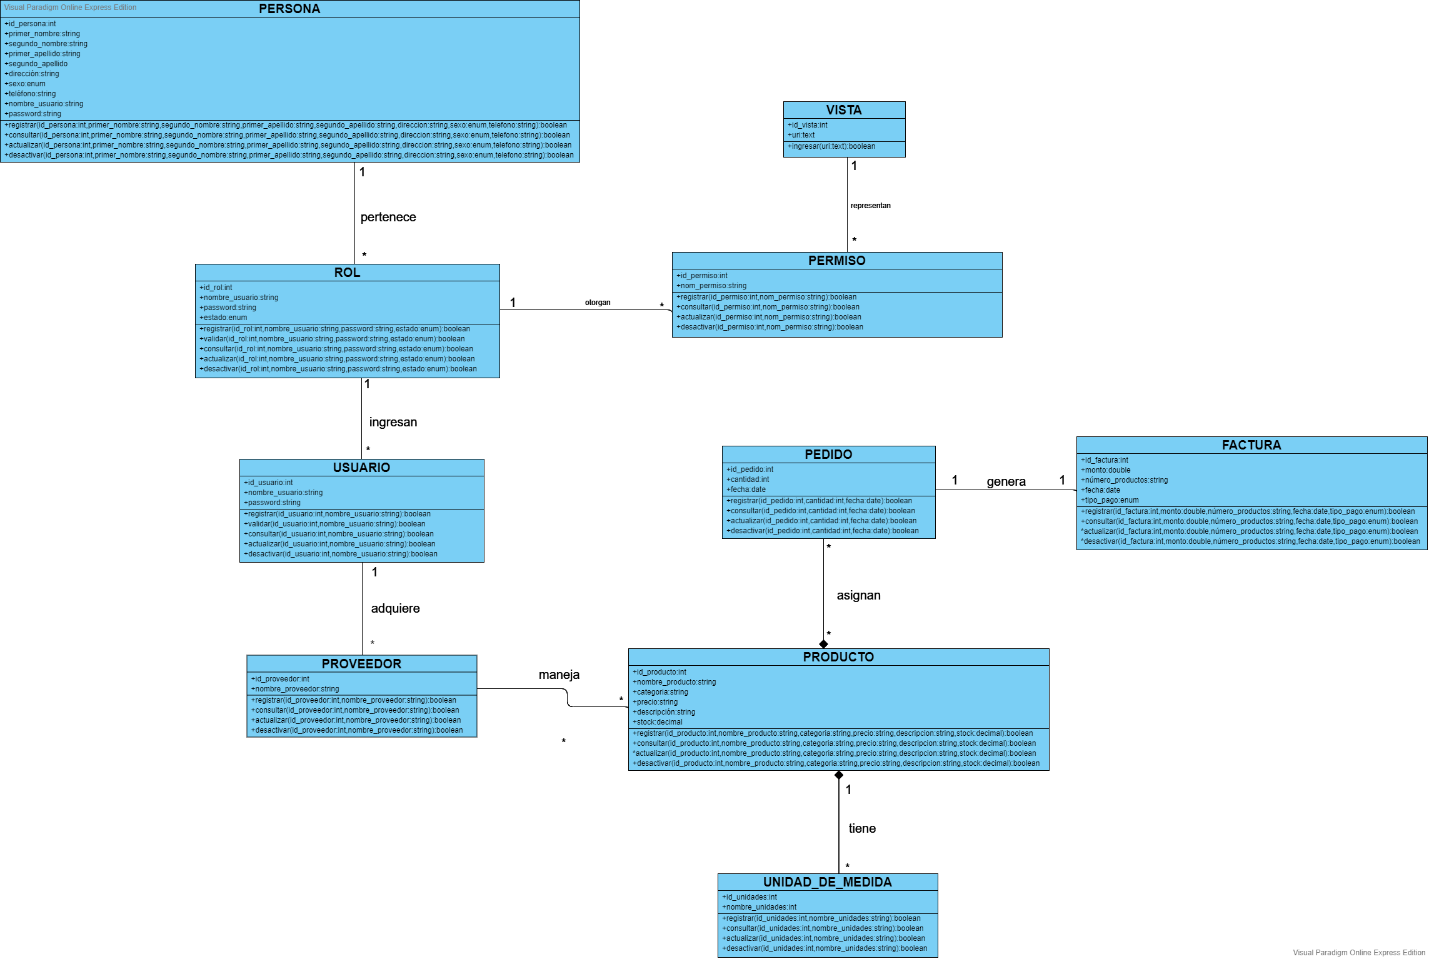 Visual Paradigm Online Express Edition
PERSONA
+id_persona:int
+primer_nombre:string
+segundo_nombre:string
+primer_apellido:string
+segundo_apellido
+dirección:string
+sexo:enum
+teléfono:string
+nombre_usuario:string
+password:string
+registrar(id_persona:int,primer_nombre:string,segundo_nombre:string,primer_apellido:string,segundo_apellido:string,direccion:string,sexo:enum,telefono:string):boolean
+consultar(id_persona:int,primer_nombre:string,segundo_nombre:string,primer_apellido:string,segundo_apellido:string,direccion:string,sexo:enum,telefono:string):boolean
+actualizar(id_persona:int,primer_nombre:string,segundo_nombre:string,primer_apellido:string,segundo_apellido:string,direccion:string,sexo:enum,telefono:string):boolean
+desactivar(id_persona:int,primer_nombre:string,segundo_nombre:string,primer_apellido:string,segundo_apellido:string,direccion:string,sexo:enum,telefono:string):boolean
1
pertenece
*
VISTA
+id_vista:int
+uri:text
+ingresar(uri:text):boolean
1
representan
*
ROL
+id_rol:int
+nombre_usuario:string
+password:string
+estado:enum
+registrar(id_rol:int,nombre_usuario:string,password:string,estado:enum):boolean
+validar(id_rol:int,nombre_usuario:string,password:string,estado:enum):boolean
+consultar(id_rol:int,nombre_usuario:string,password:string,estado:enum):boolean
+actualizar(id_rol:int,nombre_usuario:string,password:string,estado:enum):boolean
+desactivar(id_rol:int,nombre_usuario:string,password:string,estado:enum):boolean
1
otorgan
*
PERMISO
+id_permiso:int
+nom_permiso:string
+registrar(id_permiso:int,nom_permiso:string):boolean
+consultar(id_permiso:int,nom_permiso:string):boolean
+actualizar(id_permiso:int,nom_permiso:string):boolean
+desactivar(id_permiso:int,nom_permiso:string):boolean
1
ingresan
*
USUARIO
+id_usuario:int
+nombre_usuario:string
+password:string
+registrar(id_usuario:int,nombre_usuario:string):boolean
+validar(id_usuario:int,nombre_usuario:string):boolean
+consultar(id_usuario:int,nombre_usuario:string):boolean
+actualizar(id_usuario:int,nombre_usuario:string):boolean
+desactivar(id_usuario:int,nombre_usuario:string):boolean
PEDIDO
+id_pedido:int
+cantidad:int
+fecha:date
+registrar(id_pedido:int,cantidad:int,fecha:date):boolean
+consultar(id_pedido:int,cantidad:int,fecha:date):boolean
+actualizar(id_pedido:int,cantidad:int,fecha:date):boolean
+desactivar(id_pedido:int,cantidad:int,fecha:date):boolean
1
genera
1
FACTURA
+id_factura:int
+monto:double
+número_productos:string
+fecha:date
+tipo_pago:enum
+registrar(id_factura:int,monto:double,número_productos:string,fecha:date,tipo_pago:enum):boolean
+consultar(id_factura:int,monto:double,número_productos:string,fecha:date,tipo_pago:enum):boolean
*actualizar(id_factura:int,monto:double,número_productos:string,fecha:date,tipo_pago:enum):boolean
*desactivar(id_factura:int,monto:double,número_productos:string,fecha:date,tipo_pago:enum):boolean
1
adquiere
*
*
asignan
*
PROVEEDOR
+id_proveedor:int
+nombre_proveedor:string
+registrar(id_proveedor:int,nombre_proveedor:string):boolean
+consultar(id_proveedor:int,nombre_proveedor:string):boolean
+actualizar(id_proveedor:int,nombre_proveedor:string):boolean
+desactivar(id_proveedor:int,nombre_proveedor:string):boolean
maneja
*
*
PRODUCTO
+id_producto:int
+nombre_producto:string
+categoria:string
+precio:string
+descripción:string
+stock:decimal
+registrar(id_producto:int,nombre_producto:string,categoria:string,precio:string,descripcion:string,stock:decimal):boolean
+consultar(id_producto:int,nombre_producto:string,categoria:string,precio:string,descripcion:string,stock:decimal):boolean
*actualizar(id_producto:int,nombre_producto:string,categoria:string,precio:string,descripcion:string,stock:decimal):boolean
+desactivar(id_producto:int,nombre_producto:string,categoria:string,precio:string,descripcion:string,stock:decimal):boolean
1
tiene
*
UNIDAD_DE_MEDIDA
+id_unidades:int
+nombre_unidades:int
+registrar(id_unidades:int,nombre_unidades:string):boolean
+consultar(id_unidades:int,nombre_unidades:string):boolean
+actualizar(id_unidades:int,nombre_unidades:string):boolean
+desactivar(id_unidades:int,nombre_unidades:string):boolean
Visual Paradigm Online Express Edition